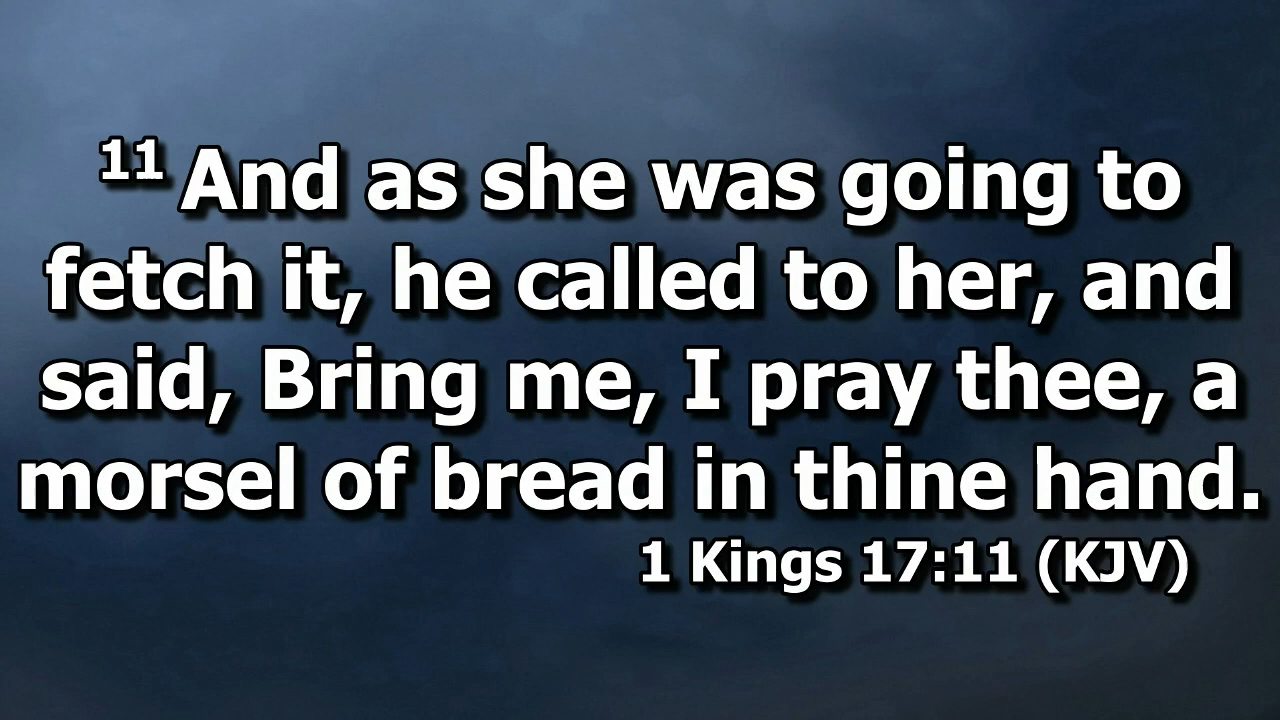 11 And as she was going to
fetch it, he called to her, and
said, Bring me, I pray thee, a
morsel of bread in thine hand.
1 Kings 17:11 (KJV)